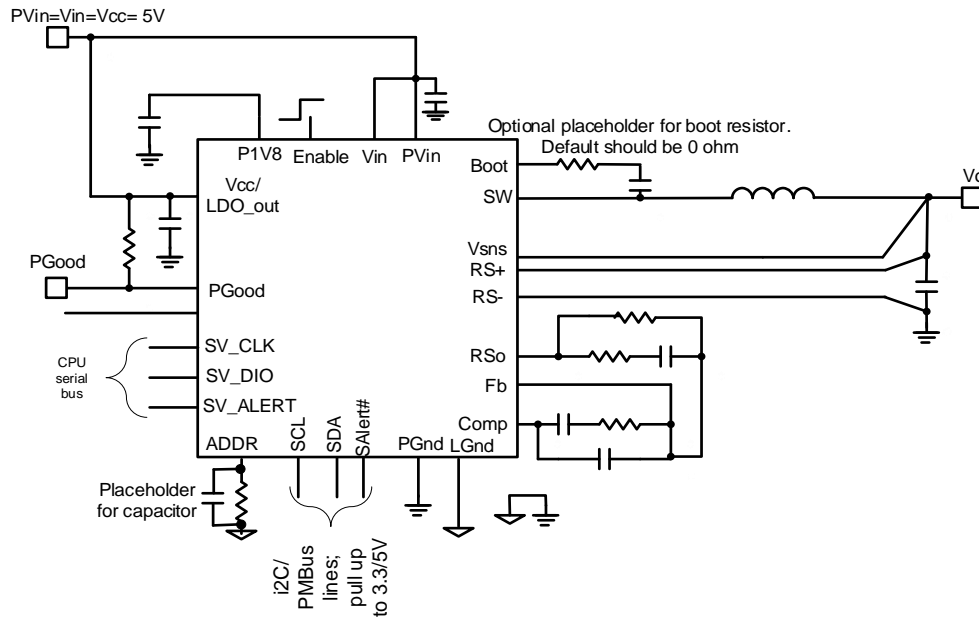 PVin=Vin=Vcc= 5V
Optional placeholder for boot resistor.
Default should be 0 ohm
P1V8
Enable
Vin
PVin
Boot
Vcc/
LDO_out
SW
Vsns
RS+
PGood
PGood
RS-
SV_CLK
CPU
serial
bus
SV_DIO
SV_ALERT
RSo
Fb
Comp
ADDR
SCL
SDA
SAlert#
PGnd
LGnd
Placeholder
for capacitor
i2C/
PMBus
lines;
pull up
to 3.3/5V